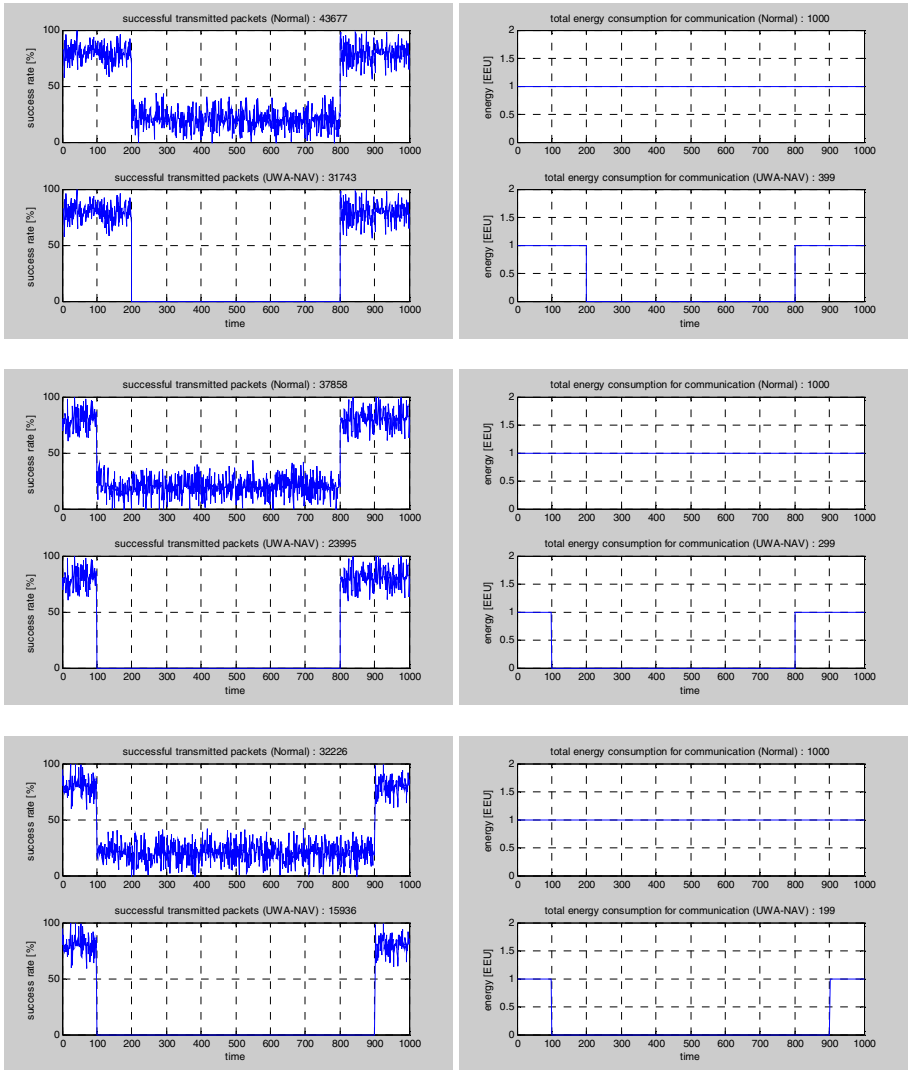 successful transmitted packets (Normal) : 43677
success rate [%]
100
50
0
0 100 200 300 400 500 600 700 800 900 1000
successful transmitted packets (UWA-NAV) : 31743
success rate [%]
100
50
0
0 100 200 300 400 500 600 700 800 900 1000
time
total energy consumption for communication (Normal) : 1000
energy [EEU]
2
1.5
1
0.5
0
0 100 200 300 400 500 600 700 800 900 1000
total energy consumption for communication (UWA-NAV) : 399
energy [EEU]
2
1.5
1
0.5
0
0 100 200 300 400 500 600 700 800 900 1000
time
successful transmitted packets (Normal) : 37858
success rate [%]
100
50
0
0 100 200 300 400 500 600 700 800 900 1000
successful transmitted packets (UWA-NAV) : 23995
success rate [%]
100
50
0
0 100 200 300 400 500 600 700 800 900 1000
time
total energy consumption for communication (Normal) : 1000
energy [EEU]
2
1.5
1
0.5
0
0 100 200 300 400 500 600 700 800 900 1000
total energy consumption for communication (UWA-NAV) : 299
energy [EEU]
2
1.5
1
0.5
0
0 100 200 300 400 500 600 700 800 900 1000
time
successful transmitted packets (Normal) : 32226
success rate [%]
100
50
0
0 100 200 300 400 500 600 700 800 900 1000
successful transmitted packets (UWA-NAV) : 15936
success rate [%]
100
50
0
0 100 200 300 400 500 600 700 800 900 1000
time
total energy consumption for communication (Normal) : 1000
energy [EEU]
2
1.5
1
0.5
0
0 100 200 300 400 500 600 700 800 900 1000
total energy consumption for communication (UWA-NAV) : 199
energy [EEU]
2
1.5
1
0.5
0
0 100 200 300 400 500 600 700 800 900 1000
time